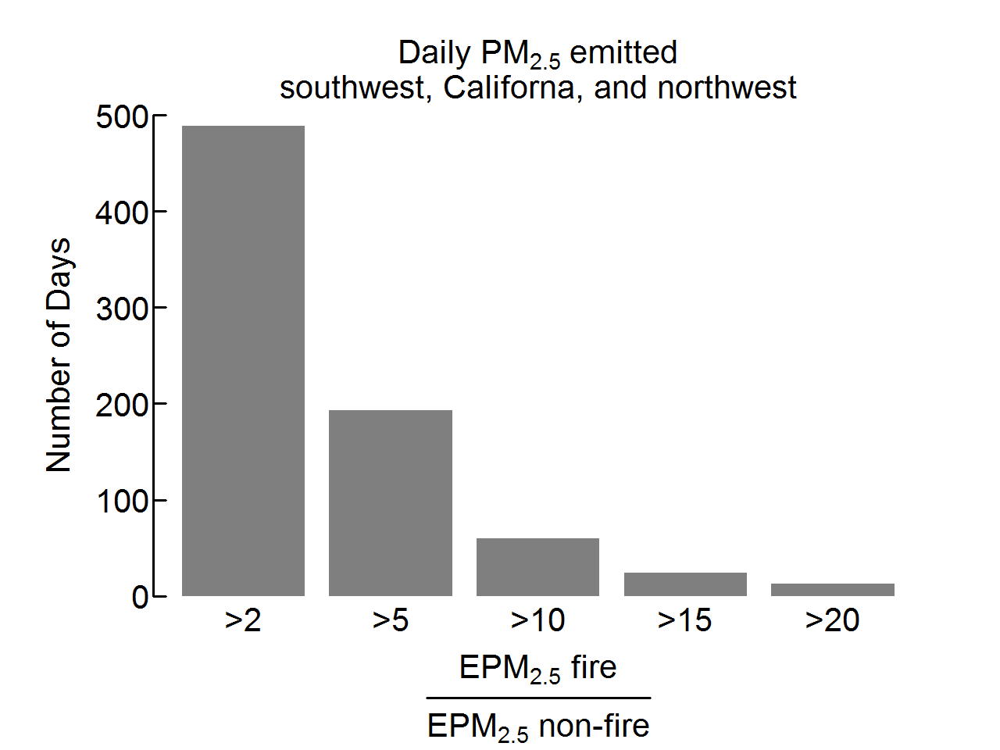 Daily PM2.5 emitted
southwest, Californa, and northwest
500
400
300
200
100
0
Number of Days
>2 >5 >10 >15 >20
EPM2.5 fire
EPM2.5 non-fire